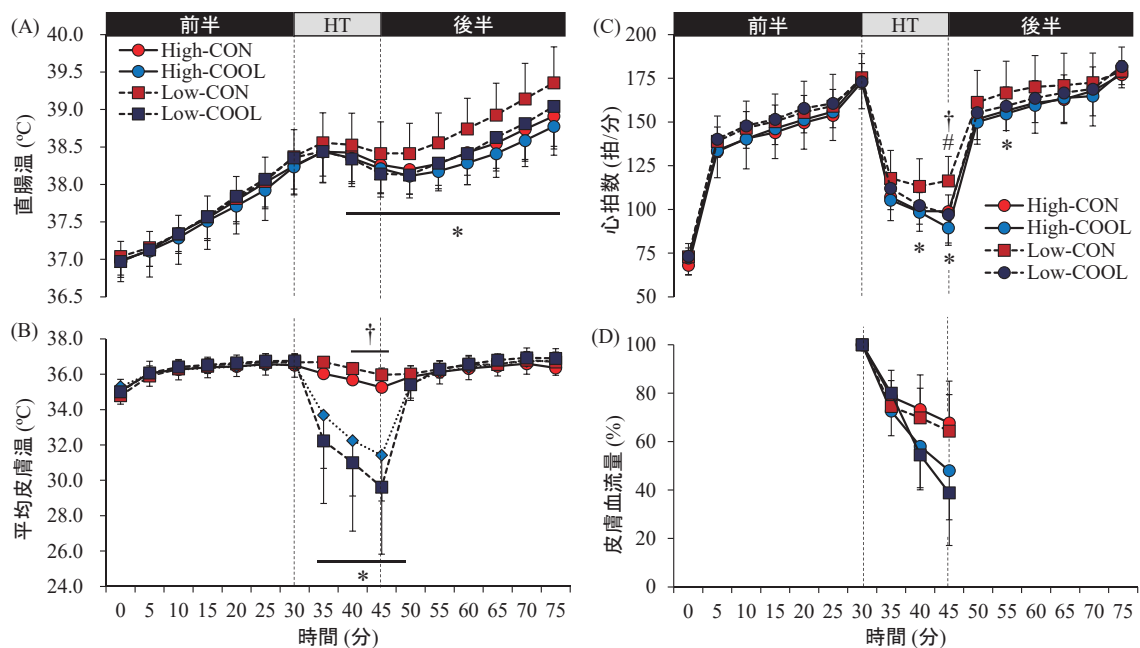 (A)
前半 HT 後半
40.0
39.5
39.0
38.5
38.0
37.5
37.0
36.5
直腸温 (ºC)
High-CON
High-COOL
Low-CON
Low-COOL
*
(B)
38.0
36.0
34.0
32.0
30.0
28.0
26.0
24.0
平均皮膚温 (ºC)
†
*
0 5 10 15 20 25 30 35 40 45 50 55 60 65 70 75
時間 (分)
(C)
前半 HT 後半
200
175
150
125
100
75
50
心拍数 (拍/分)
†
#
*
*
*
High-CON
High-COOL
Low-CON
Low-COOL
(D)
100
80
60
40
20
0
皮膚血流量 (%)
0 5 10 15 20 25 30 35 40 45 50 55 60 65 70 75
時間 (分)